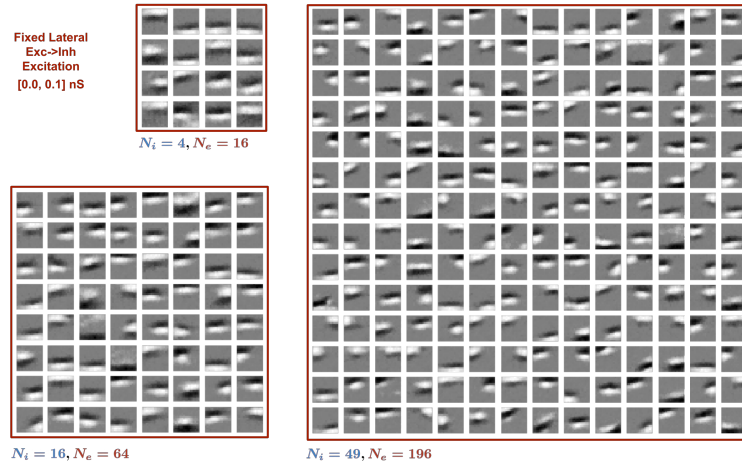 Fixed Lateral
Exc->Inh
Excitation
[0.0, 0.1] nS
N_i = 4, N_e = 16
N_i = 16, N_e = 64
N_i = 49, N_e = 196